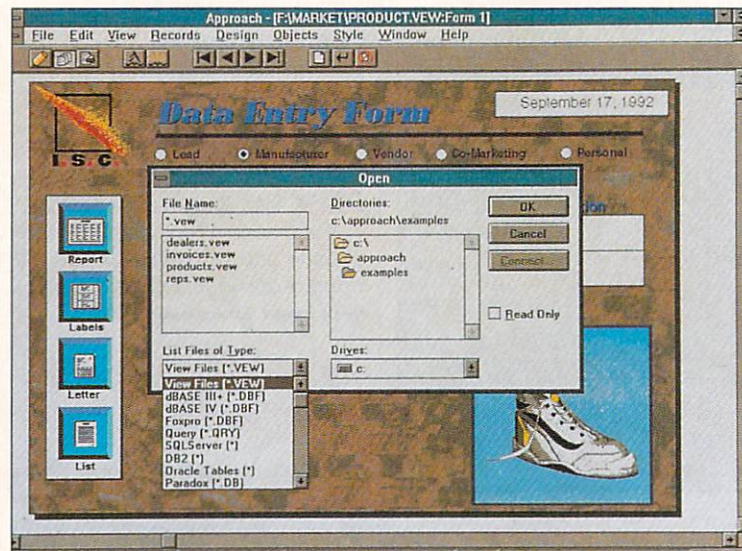 Approach - [F:\MARKET\PRODUCT.VEW:Form 1]
File Edit View Records Design Objects Style Window Help
I.S.C.
Data Entry Form
September 17, 1992
Lead Manufacturer Vendor Co-Marketing Personal
Report
Labels
Letter
List
Open
File Name:
*.vew
dealers.vew
invoices.vew
products.vew
reps.vew
List Files of Type:
View Files (*.VEW)
View Files (*.VEW)
dBASE III+ (*.DBF)
dBASE IV (*.DBF)
Foxpro (*.DBF)
Query (*.QRY)
SQLServer (*)
DB2 (*)
Oracle Tables (*)
Paradox (*.DB)
Directories:
c:\approach\examples
c:\
approach
examples
Drives:
c:
OK
Cancel
Connect...
Read Only